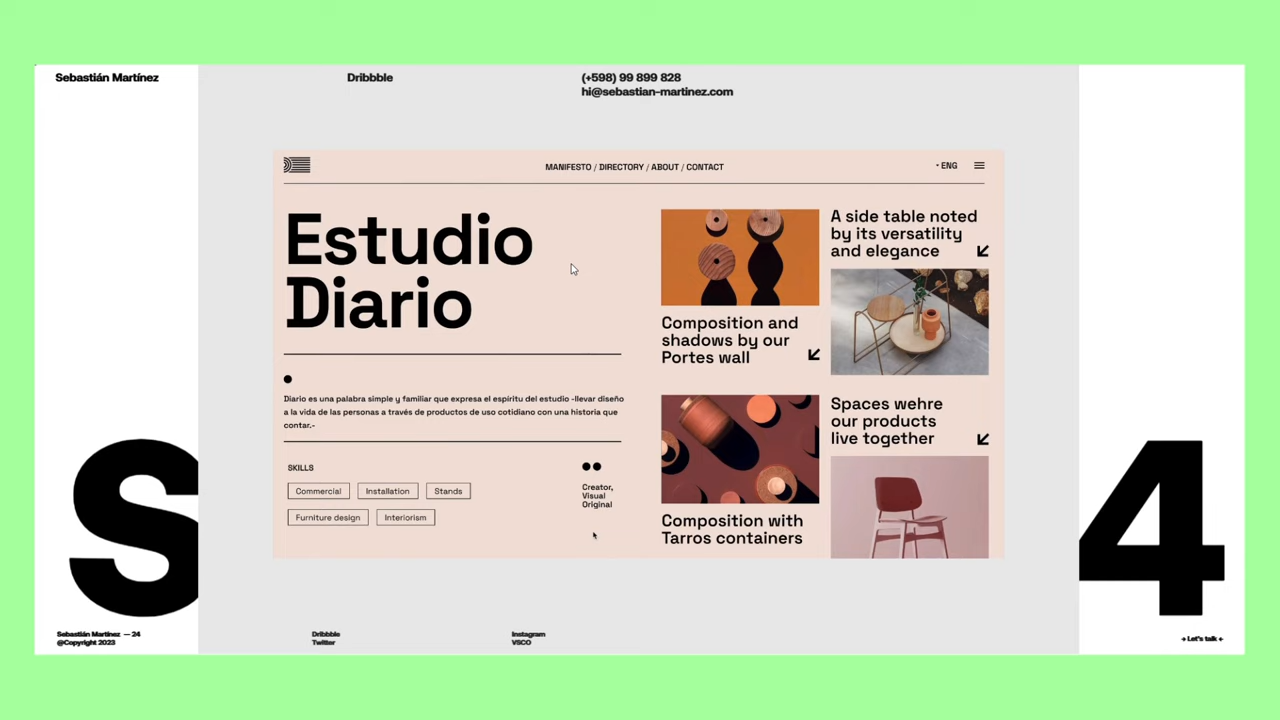 Sebastián Martínez
Dribbble
(+598) 99 899 828
hi@sebastian-martinez.com
MANIFESTO / DIRECTORY / ABOUT / CONTACT
ENG
Estudio
Diario
Diario es una palabra simple y familiar que expresa el espíritu del estudio -llevar diseño
a la vida de las personas a través de productos de uso cotidiano con una historia que
contar.-
SKILLS
Commercial
Installation
Stands
Furniture design
Interiorism
Creator,
Visual
Original
Composition and
shadows by our
Portes wall
Composition with
Tarros containers
A side table noted
by its versatility
and elegance
Spaces wehre
our products
live together
S
4
Sebastián Martínez — 24
@Copyright 2023
Dribbble
Twitter
Instagram
VSCO
→ Let's talk ←